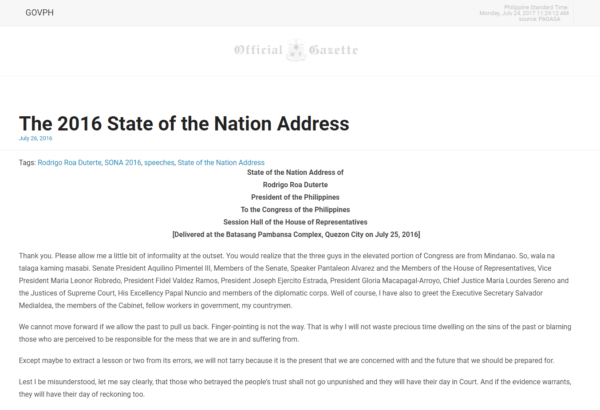 GOVPH
Philippine Standard Time:
Monday, July 24, 2017 11:29:12 AM
source: PAGASA
Official Gazette
The 2016 State of the Nation Address
July 26, 2016
Tags: Rodrigo Roa Duterte, SONA 2016, speeches, State of the Nation Address
State of the Nation Address of
Rodrigo Roa Duterte
President of the Philippines
To the Congress of the Philippines
Session Hall of the House of Representatives
[Delivered at the Batasang Pambansa Complex, Quezon City on July 25, 2016]
Thank you. Please allow me a little bit of informality at the outset. You would realize that the three guys in the elevated portion of Congress are from Mindanao. So, wala na
talaga kaming masabi. Senate President Aquilino Pimentel III, Members of the Senate, Speaker Pantaleon Alvarez and the Members of the House of Representatives, Vice
President Maria Leonor Robredo, President Fidel Valdez Ramos, President Joseph Ejercito Estrada, President Gloria Macapagal-Arroyo, Chief Justice Maria Lourdes Sereno and
the Justices of Supreme Court, His Excellency Papal Nuncio and members of the diplomatic corps. Well of course, I have also to greet the Executive Secretary Salvador
Medialdea, the members of the Cabinet, fellow workers in government, my countrymen.
We cannot move forward if we allow the past to pull us back. Finger-pointing is not the way. That is why I will not waste precious time dwelling on the sins of the past or blaming
those who are perceived to be responsible for the mess that we are in and suffering from.
Except maybe to extract a lesson or two from its errors, we will not tarry because it is the present that we are concerned with and the future that we should be prepared for.
Lest I be misunderstood, let me say clearly, that those who betrayed the people's trust shall not go unpunished and they will have their day in Court. And if the evidence warrants,
they will have their day of reckoning too.